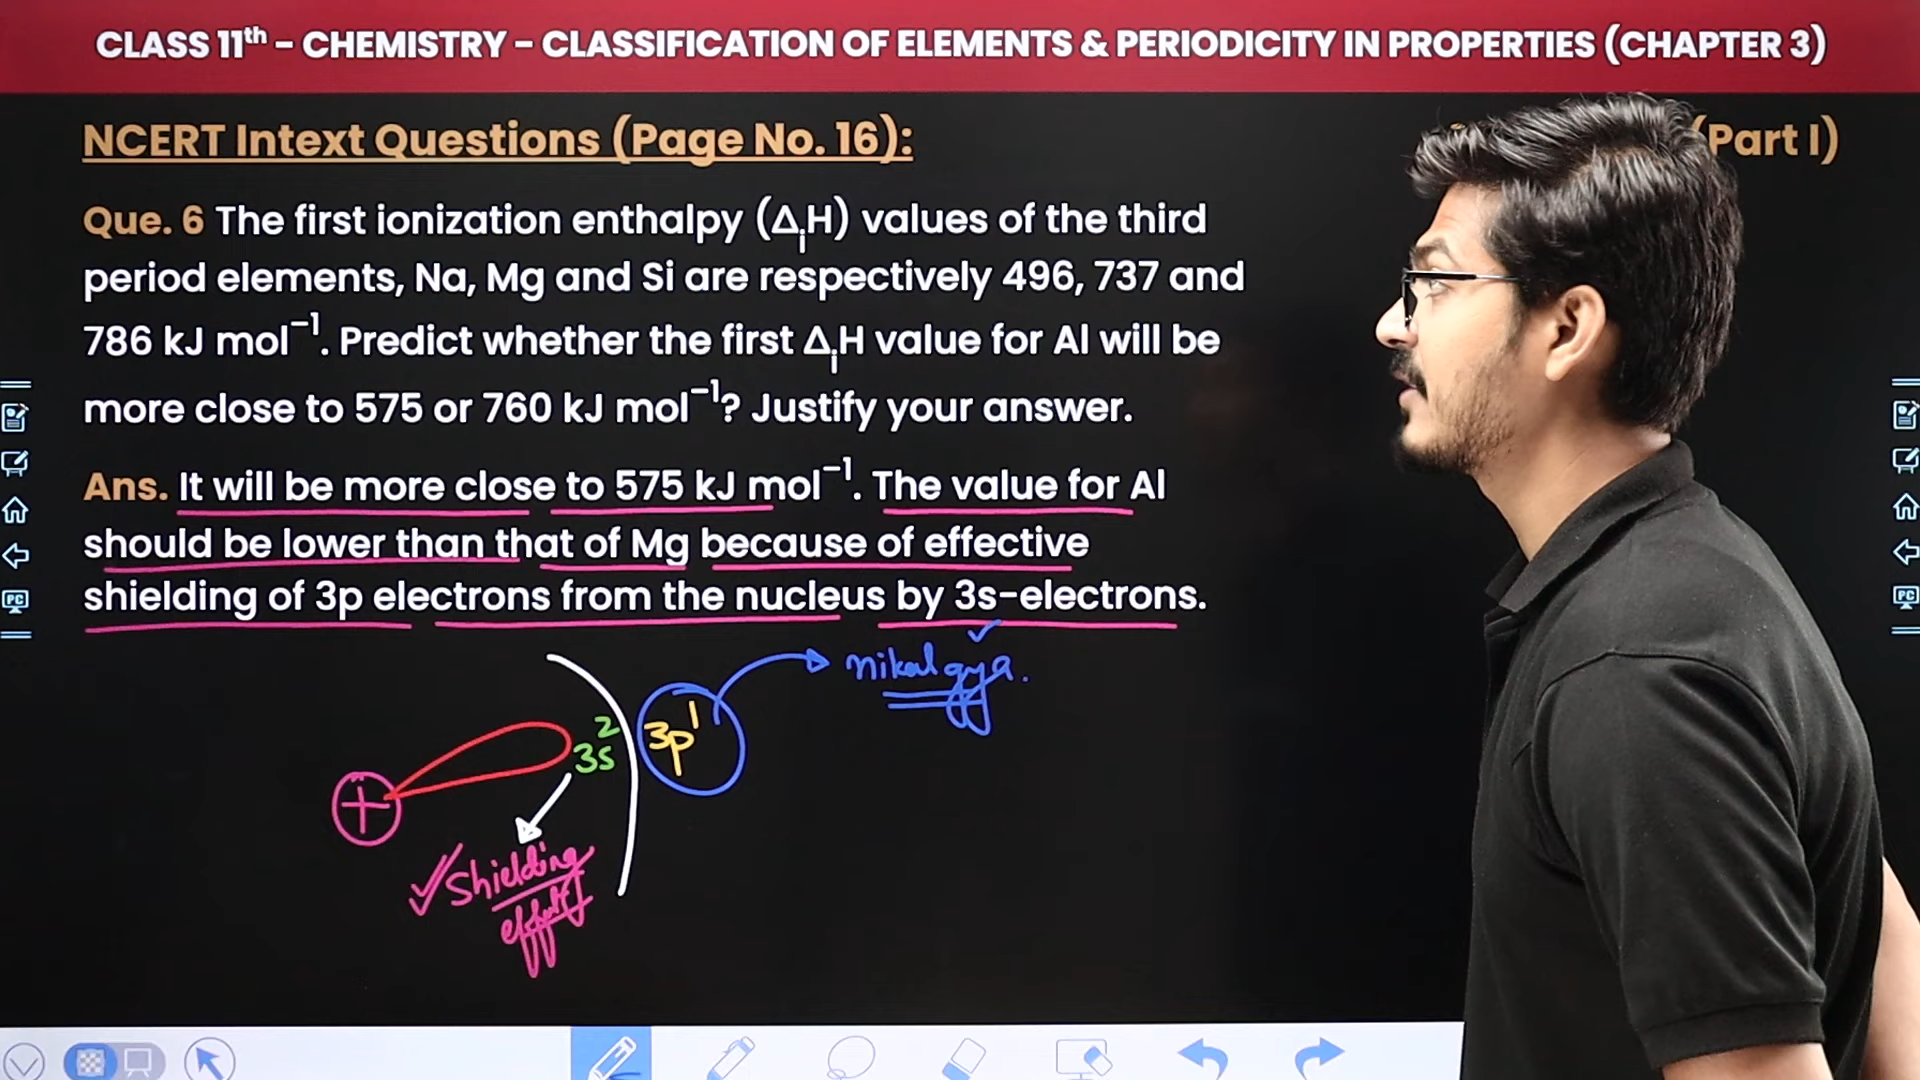 CLASS 11th – CHEMISTRY – CLASSIFICATION OF ELEMENTS & PERIODICITY IN PROPERTIES (CHAPTER 3)
NCERT Intext Questions (Page No. 16):
(Part I)
Que. 6 The first ionization enthalpy (ΔᵢH) values of the third
period elements, Na, Mg and Si are respectively 496, 737 and
786 kJ mol⁻¹. Predict whether the first ΔᵢH value for Al will be
more close to 575 or 760 kJ mol⁻¹? Justify your answer.
Ans. It will be more close to 575 kJ mol⁻¹. The value for Al
should be lower than that of Mg because of effective
shielding of 3p electrons from the nucleus by 3s-electrons.
nikal gya.
+ 3s² 3p¹
Shielding
effect
PC
PC